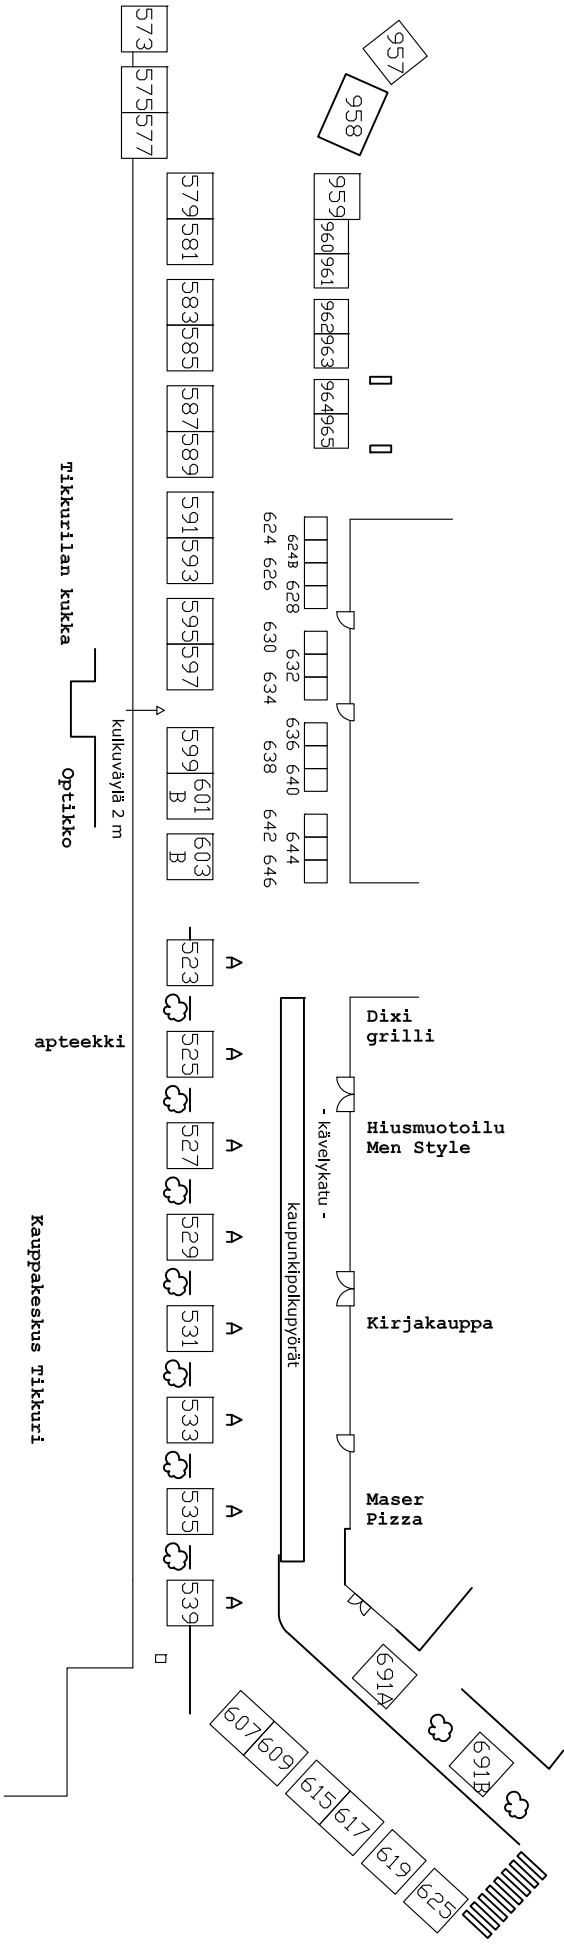 573
575
577
957
958
579
581
959
960
961
583
585
962
963
587
589
964
965
591
593
624
624B
626
628
595
597
630
632
634
Tikkurilan kukka
kulkuväylä 2 m
Optikko
599
601
B
603
B
636
638
640
642
644
646
523
A
525
A
527
A
529
A
531
A
533
A
535
A
539
A
apteekki
Kauppakeskus Tikkuri
kaupunkipolkupyörät
- kävelykatu -
Dixi
grilli
Hiusmuotoilu
Men Style
Kirjakauppa
Maser
Pizza
691A
691B
607
609
615
617
619
625